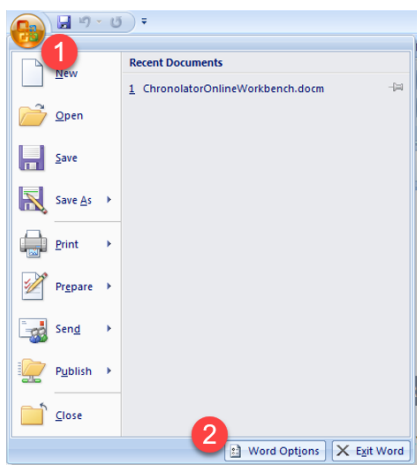 1
New
Open
Save
Save As
Print
Prepare
Send
Publish
Close
Recent Documents
1 ChronolatorOnlineWorkbench.docm
2
Word Options
Exit Word